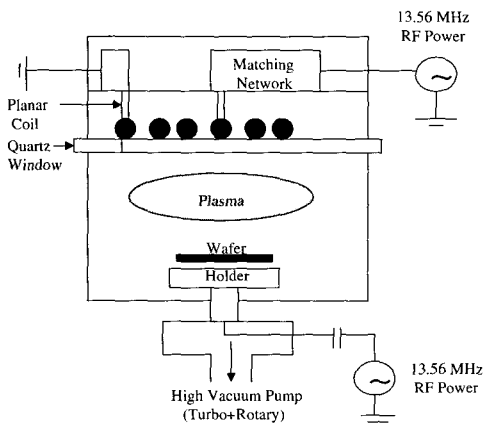 13.56 MHz
RF Power
Matching
Network
Planar
Coil
Quartz
Window
Plasma
Wafer
Holder
13.56 MHz
RF Power
High Vacuum Pump
(Turbo+Rotary)